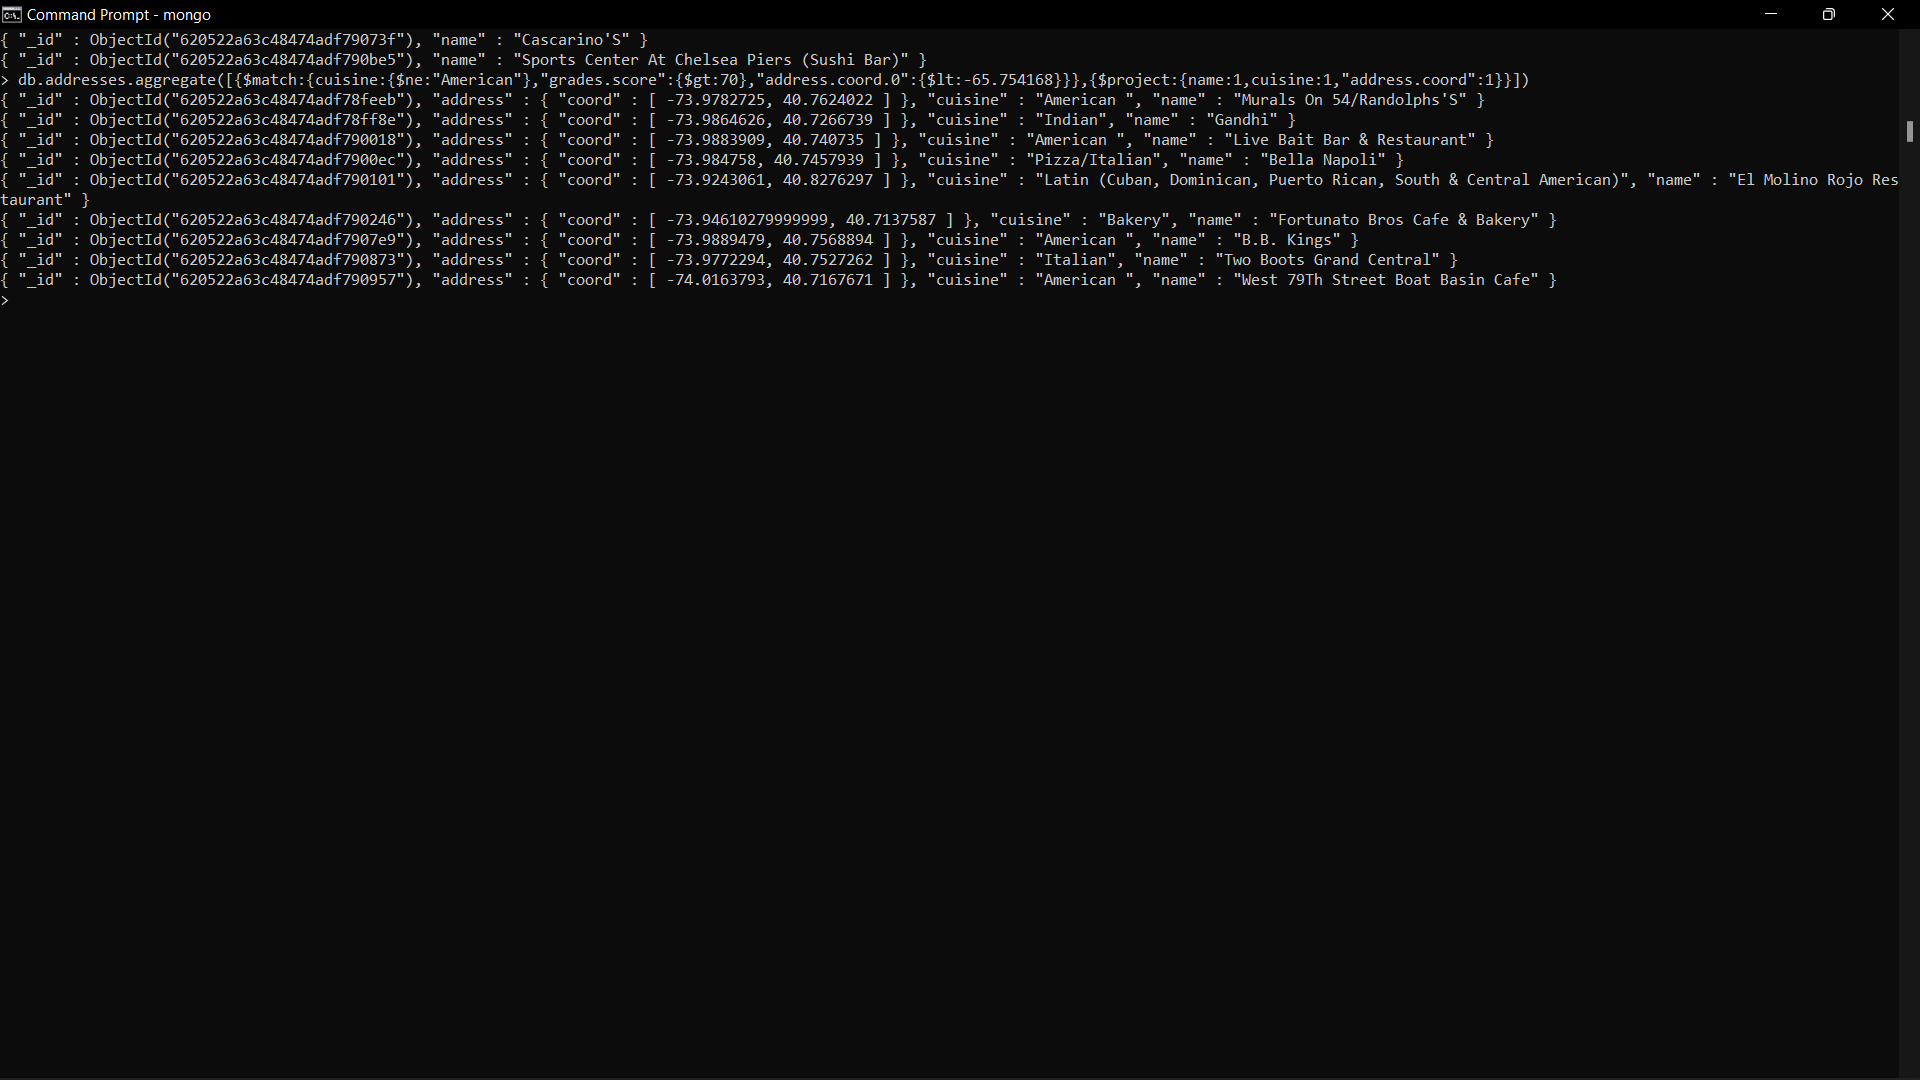 Command Prompt - mongo
{ "_id" : ObjectId("620522a63c48474adf79073f"), "name" : "Cascarino'S" }
{ "_id" : ObjectId("620522a63c48474adf790be5"), "name" : "Sports Center At Chelsea Piers (Sushi Bar)" }
> db.addresses.aggregate([{$match:{cuisine:{$ne:"American"},"grades.score":{$gt:70},"address.coord.0":{$lt:-65.754168}}},{$project:{name:1,cuisine:1,"address.coord":1}}])
{ "_id" : ObjectId("620522a63c48474adf78feeb"), "address" : { "coord" : [ -73.9782725, 40.7624022 ] }, "cuisine" : "American ", "name" : "Murals On 54/Randolphs'S" }
{ "_id" : ObjectId("620522a63c48474adf78ff8e"), "address" : { "coord" : [ -73.9864626, 40.7266739 ] }, "cuisine" : "Indian", "name" : "Gandhi" }
{ "_id" : ObjectId("620522a63c48474adf790018"), "address" : { "coord" : [ -73.9883909, 40.740735 ] }, "cuisine" : "American ", "name" : "Live Bait Bar & Restaurant" }
{ "_id" : ObjectId("620522a63c48474adf7900ec"), "address" : { "coord" : [ -73.984758, 40.7457939 ] }, "cuisine" : "Pizza/Italian", "name" : "Bella Napoli" }
{ "_id" : ObjectId("620522a63c48474adf790101"), "address" : { "coord" : [ -73.9243061, 40.8276297 ] }, "cuisine" : "Latin (Cuban, Dominican, Puerto Rican, South & Central American)", "name" : "El Molino Rojo Res
taurant" }
{ "_id" : ObjectId("620522a63c48474adf790246"), "address" : { "coord" : [ -73.94610279999999, 40.7137587 ] }, "cuisine" : "Bakery", "name" : "Fortunato Bros Cafe & Bakery" }
{ "_id" : ObjectId("620522a63c48474adf7907e9"), "address" : { "coord" : [ -73.9889479, 40.7568894 ] }, "cuisine" : "American ", "name" : "B.B. Kings" }
{ "_id" : ObjectId("620522a63c48474adf790873"), "address" : { "coord" : [ -73.9772294, 40.7527262 ] }, "cuisine" : "Italian", "name" : "Two Boots Grand Central" }
{ "_id" : ObjectId("620522a63c48474adf790957"), "address" : { "coord" : [ -74.0163793, 40.7167671 ] }, "cuisine" : "American ", "name" : "West 79Th Street Boat Basin Cafe" }
>